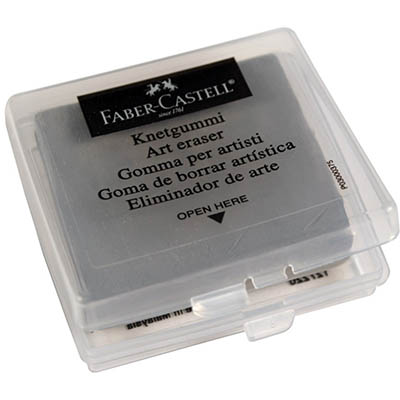 FABER-CASTELL
since 1761
Knetgummi
Art eraser
Gomma per artisti
Goma de borrar artística
Eliminador de arte
OPEN HERE
P03000375